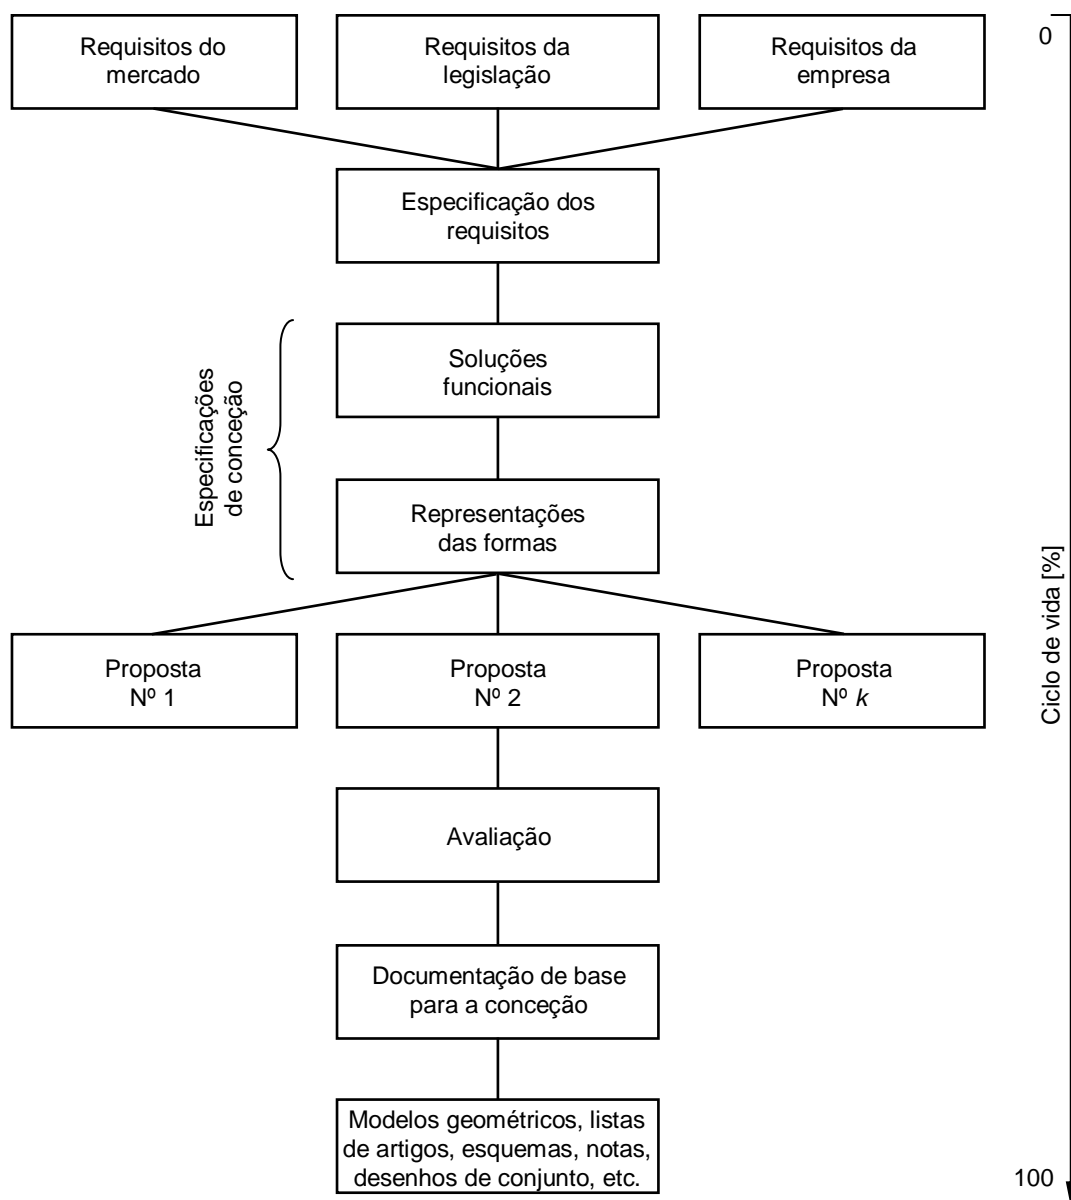 Requisitos do
mercado
Requisitos da
legislação
Requisitos da
empresa
0
Especificação dos
requisitos
Especificações
de conceção
Soluções
funcionais
Representações
das formas
Ciclo de vida [%]
Proposta
Nº 1
Proposta
Nº 2
Proposta
Nº k
Avaliação
Documentação de base
para a conceção
Modelos geométricos, listas
de artigos, esquemas, notas,
desenhos de conjunto, etc.
100